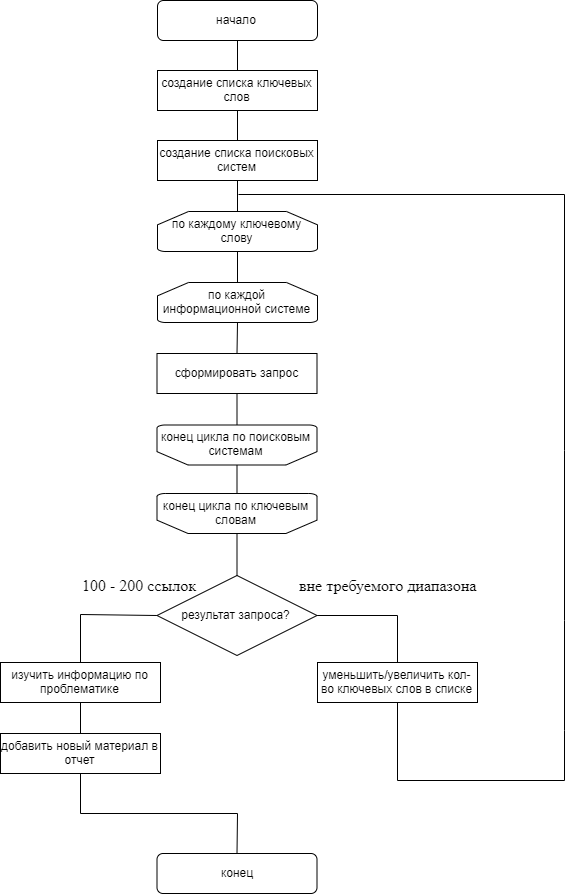 начало
создание списка ключевых
слов
создание списка поисковых
систем
по каждому ключевому
слову
по каждой
информационной системе
сформировать запрос
конец цикла по поисковым
системам
конец цикла по ключевым
словам
100 - 200 ссылок
вне требуемого диапазона
результат запроса?
изучить информацию по
проблематике
уменьшить/увеличить кол-
во ключевых слов в списке
добавить новый материал в
отчет
конец